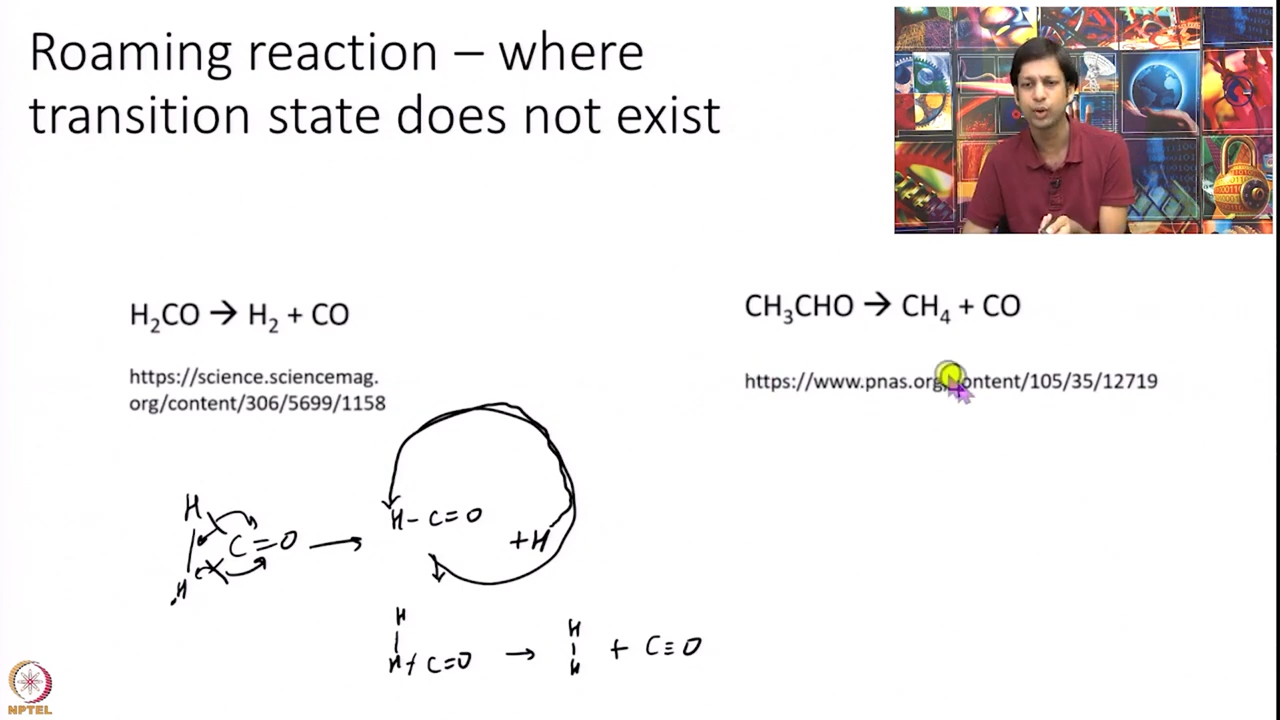 Roaming reaction – where
transition state does not exist
H₂CO → H₂ + CO
https://science.sciencemag.
org/content/306/5699/1158
CH₃CHO → CH₄ + CO
https://www.pnas.org/content/105/35/12719
H
C=O → H-C=O
+H
H
H
H + C=O → H + C≡O
H
NPTEL